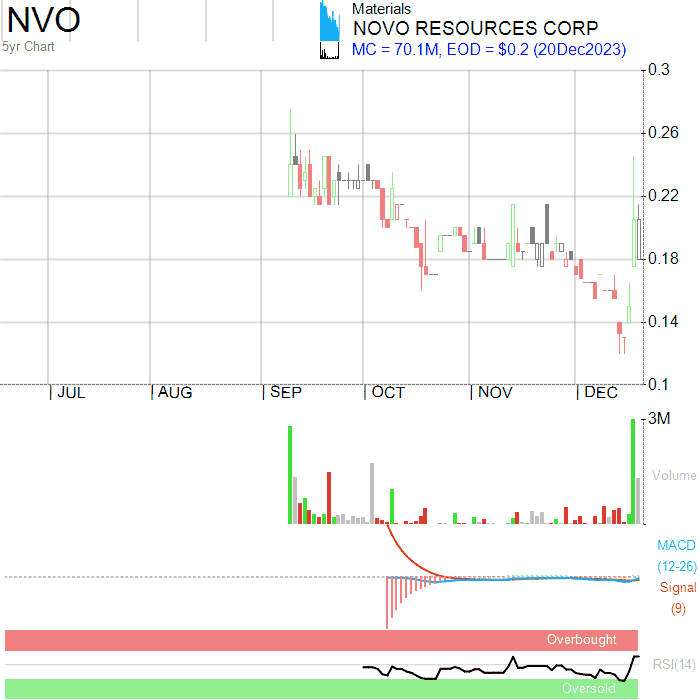 NVO
5yr Chart
Materials
NOVO RESOURCES CORP
MC = 70.1M, EOD = $0.2 (20Dec2023)
0.3
0.26
0.22
0.18
0.14
0.1
JUL AUG SEP OCT NOV DEC
3M
Volume
MACD
(12-26)
Signal
(9)
Overbought
RSI(14)
Oversold